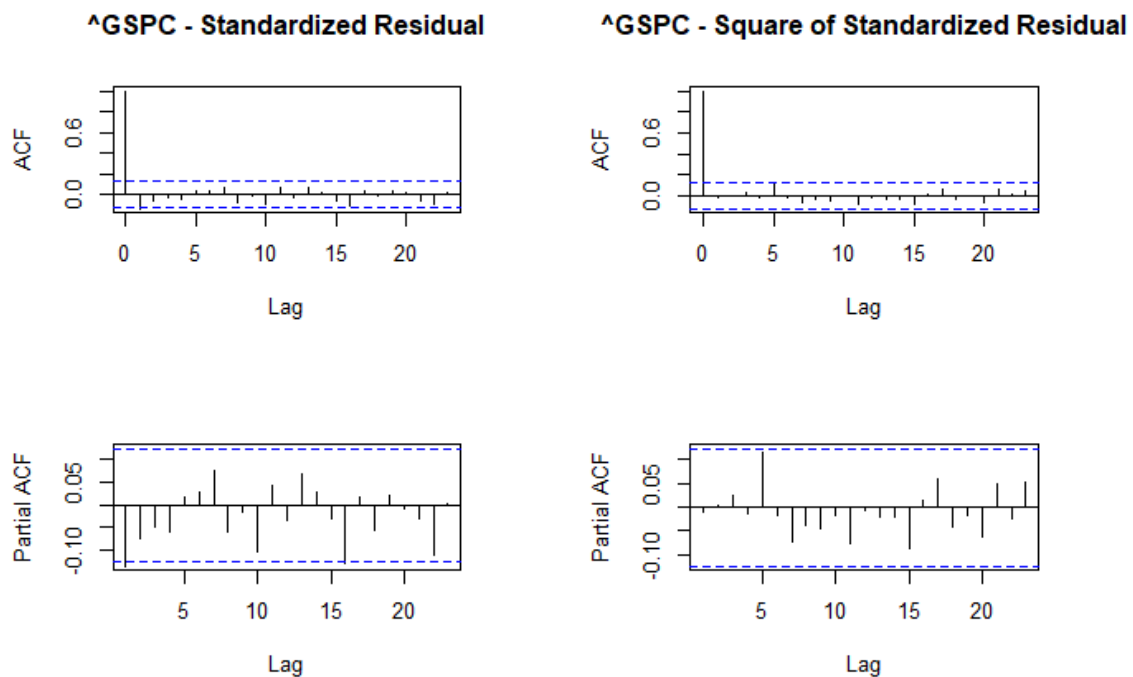 ^GSPC - Standardized Residual
ACF
0.0 0.6
0 5 10 15 20
Lag
^GSPC - Square of Standardized Residual
ACF
0.0 0.6
0 5 10 15 20
Lag
Partial ACF
-0.10 0.05
5 10 15 20
Lag
Partial ACF
-0.10 0.05
5 10 15 20
Lag